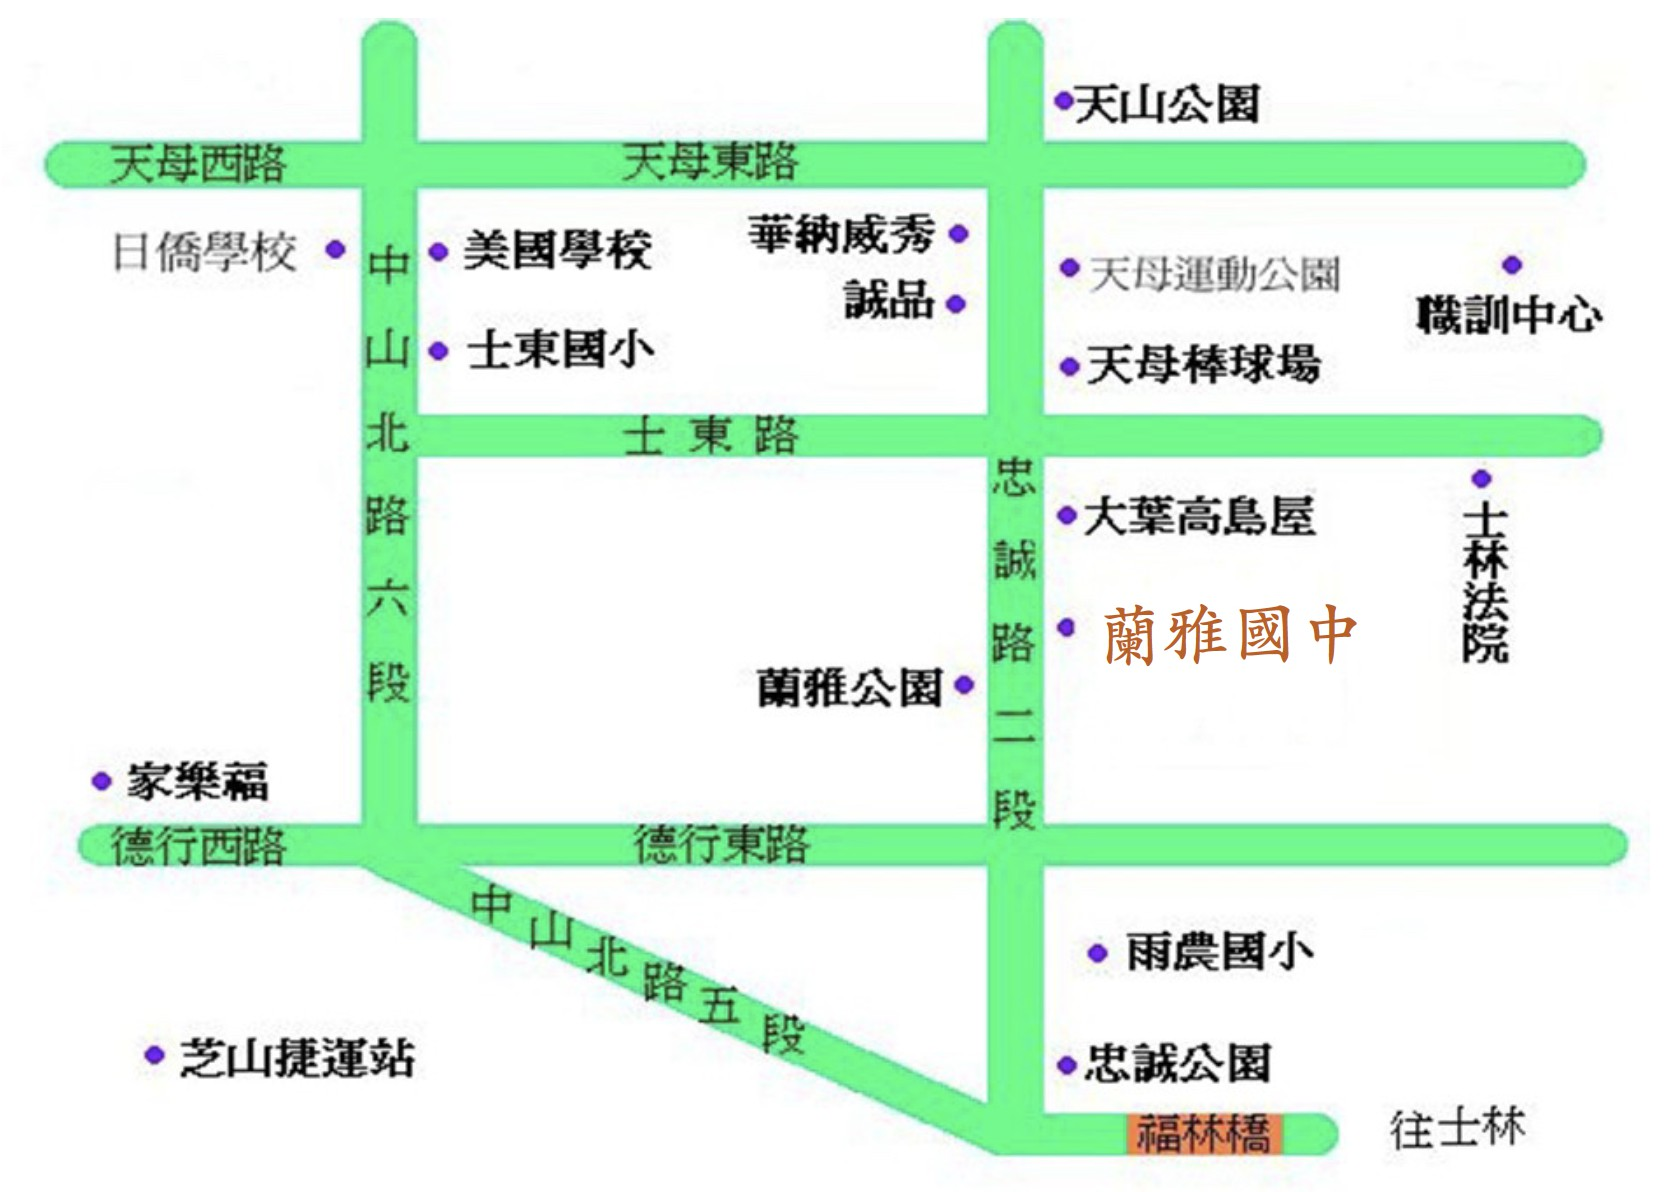 天山公園
天母西路
天母東路
日僑學校
美國學校
華納威秀
天母運動公園
職訓中心
誠品
士東國小
天母棒球場
中山北路六段
士東路
忠誠路二段
大葉高島屋
士林法院
蘭雅國中
蘭雅公園
家樂福
德行西路
德行東路
中山北路五段
雨農國小
芝山捷運站
忠誠公園
福林橋
往士林